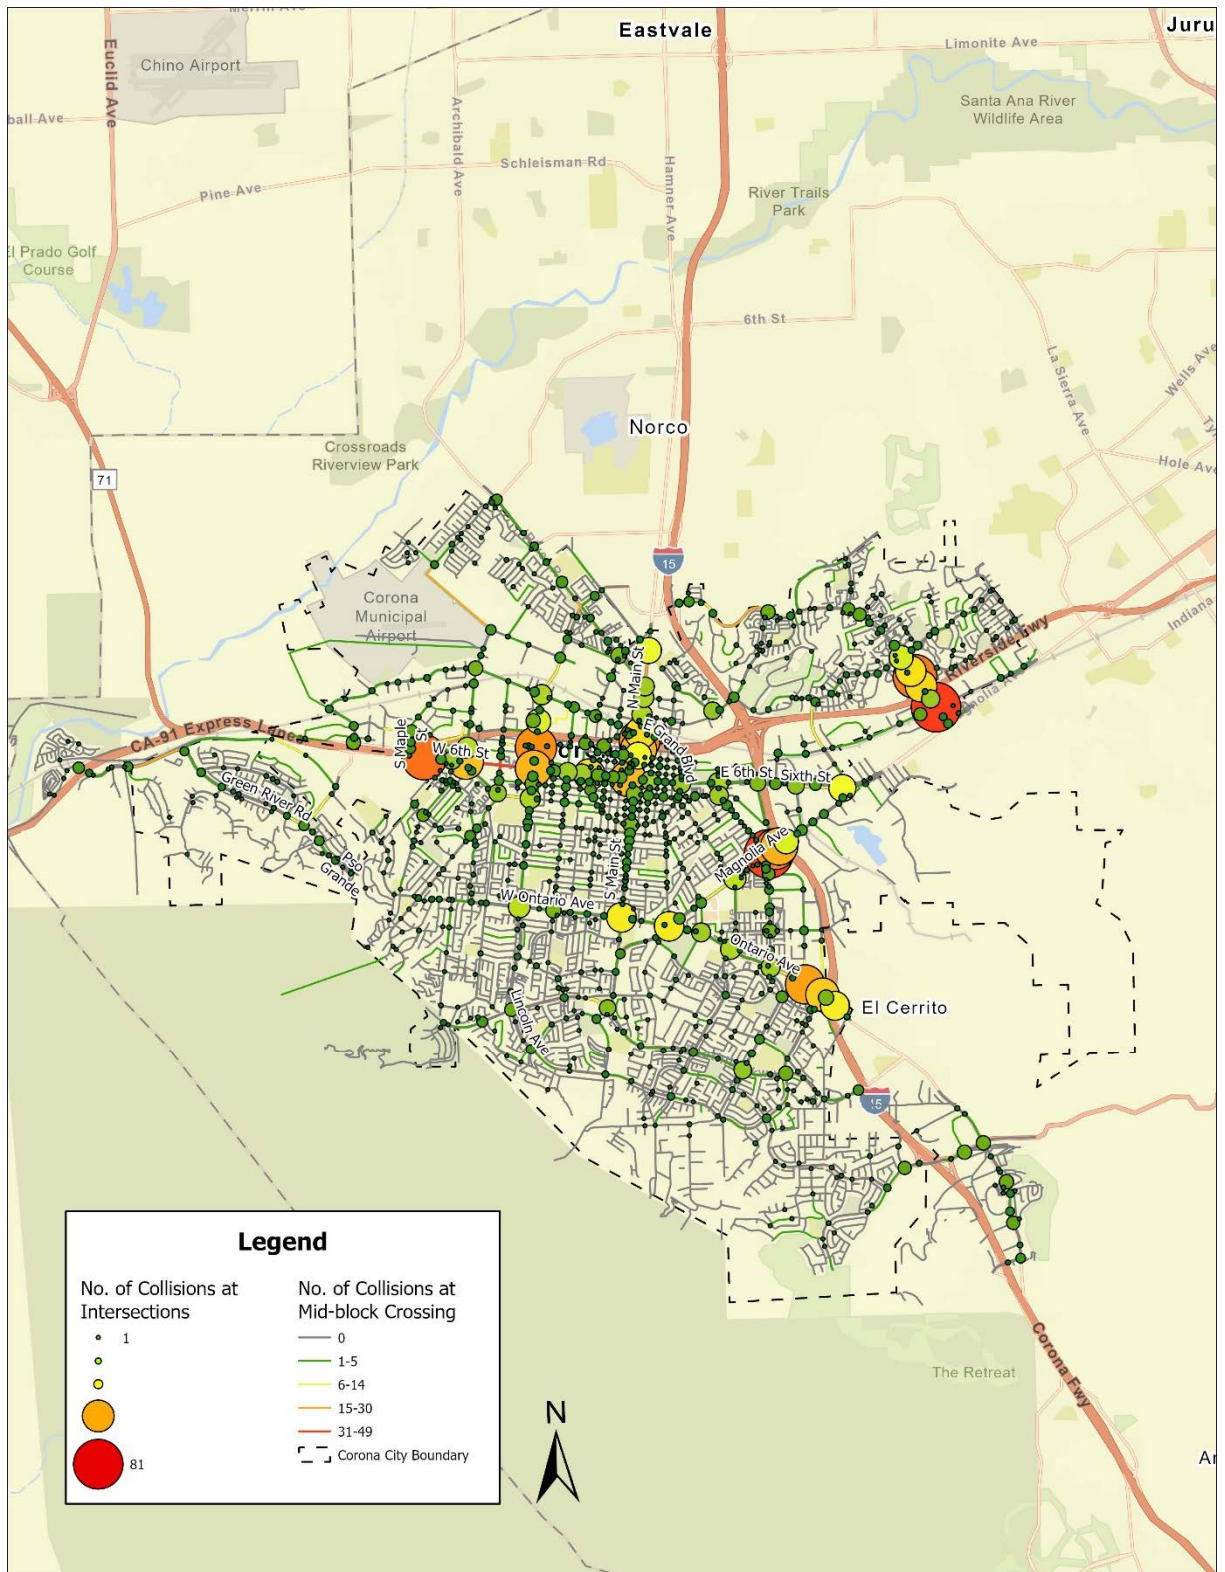 Merrill Ave
Eastvale
Juru
Limonite Ave
Euclid Ave
Chino Airport
Archibald Ave
Santa Ana River
Wildlife Area
ball Ave
Schleisman Rd
Hamner Ave
Pine Ave
River Trails
Park
El Prado Golf
Course
6th St
La Sierra Ave
Wells Ave
Norco
Crossroads
Riverview Park
Hole Ave
71
15
Corona
Municipal
Airport
Indiana
N Main St
Riverside Fwy
Magnolia Ave
CA-91 Express Lane
S Maple
St
W 6th St
E Grand Blvd
E 6th St
Sixth St
Green River Rd
Pso
Grande
S Main St
Magnolia Ave
W Ontario Ave
Ontario Ave
Lincoln Ave
El Cerrito
15
Legend
No. of Collisions at
Intersections
1
81
No. of Collisions at
Mid-block Crossing
0
1-5
6-14
15-30
31-49
Corona City Boundary
N
Corona Fwy
The Retreat